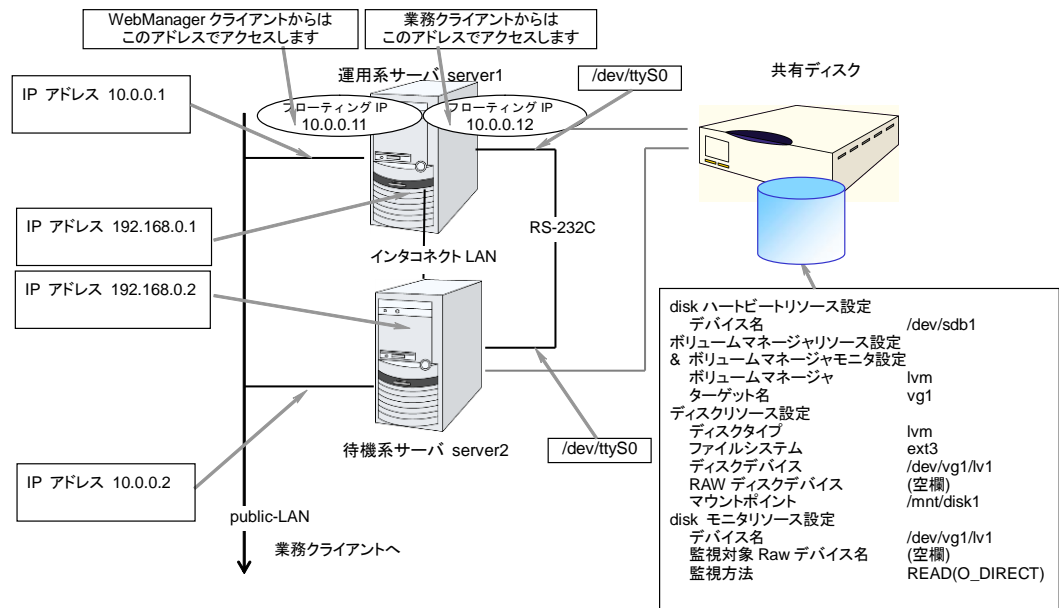 WebManager クライアントからは
このアドレスでアクセスします
業務クライアントからは
このアドレスでアクセスします
運用系サーバ server1
/dev/ttyS0
共有ディスク
IP アドレス 10.0.0.1
フローティング IP
10.0.0.11
フローティング IP
10.0.0.12
IP アドレス 192.168.0.1
RS-232C
インタコネクト LAN
IP アドレス 192.168.0.2
待機系サーバ server2
/dev/ttyS0
IP アドレス 10.0.0.2
public-LAN
業務クライアントへ
disk ハートビートリソース設定
デバイス名 /dev/sdb1
ボリュームマネージャリソース設定
& ボリュームマネージャモニタ設定
ボリュームマネージャ lvm
ターゲット名 vg1
ディスクリソース設定
ディスクタイプ lvm
ファイルシステム ext3
ディスクデバイス /dev/vg1/lv1
RAW ディスクデバイス (空欄)
マウントポイント /mnt/disk1
disk モニタリソース設定
デバイス名 /dev/vg1/lv1
監視対象 Raw デバイス名 (空欄)
監視方法 READ(O_DIRECT)